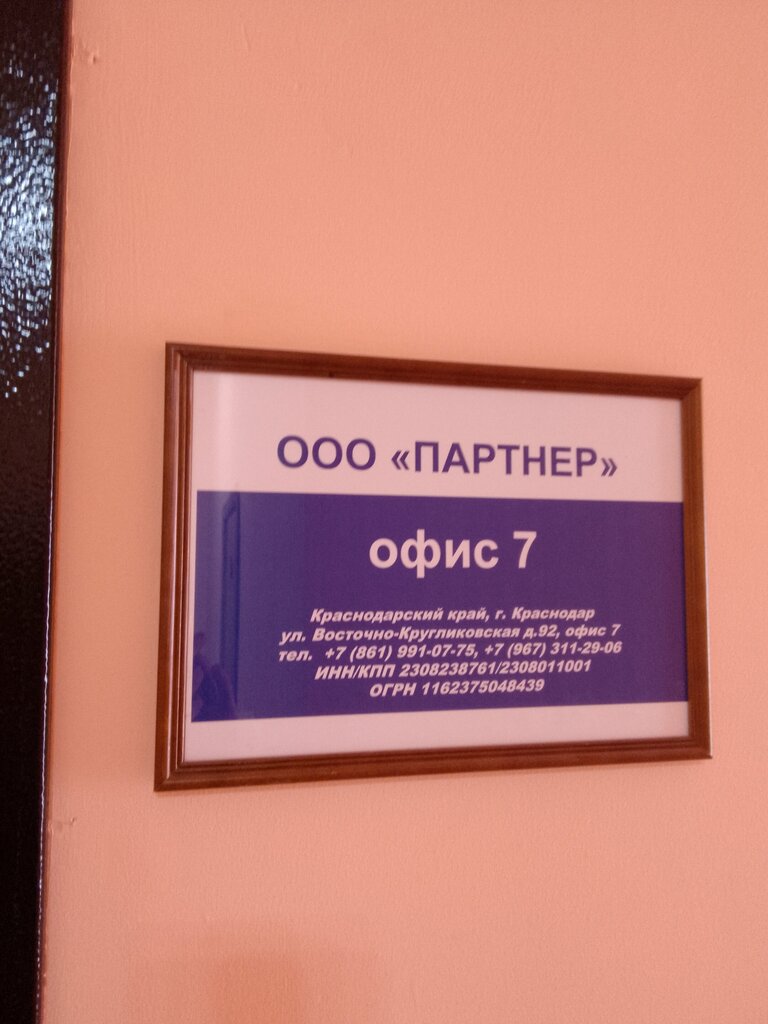 ООО «ПАРТНЕР»
офис 7
Краснодарский край, г. Краснодар
ул. Восточно-Кругликовская д.92, офис 7
тел. +7 (861) 991-07-75, +7 (967) 311-29-06
ИНН/КПП 2308238761/2308011001
ОГРН 1162375048439